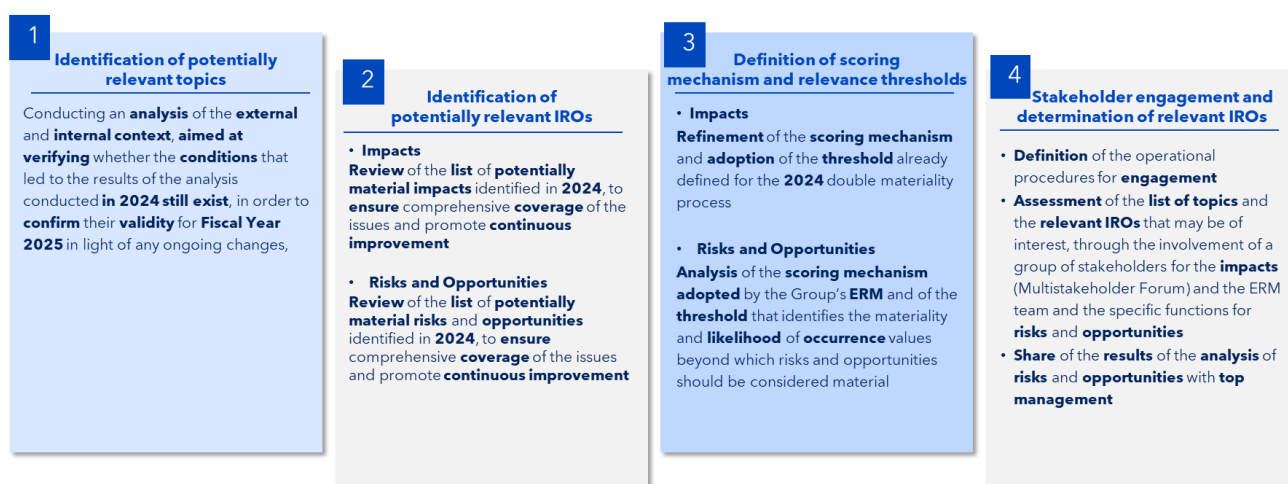 1
Identification of potentially
relevant topics
Conducting an analysis of the external
and internal context, aimed at
verifying whether the conditions that
led to the results of the analysis
conducted in 2024 still exist, in order to
confirm their validity for Fiscal Year
2025 in light of any ongoing changes,
2
Identification of
potentially relevant IROs
• Impacts
Review of the list of potentially
material impacts identified in 2024, to
ensure comprehensive coverage of the
issues and promote continuous
improvement
• Risks and Opportunities
Review of the list of potentially
material risks and opportunities
identified in 2024, to ensure
comprehensive coverage of the issues
and promote continuous improvement
3
Definition of scoring
mechanism and relevance thresholds
• Impacts
Refinement of the scoring mechanism
and adoption of the threshold already
defined for the 2024 double materiality
process
• Risks and Opportunities
Analysis of the scoring mechanism
adopted by the Group's ERM and of the
threshold that identifies the materiality
and likelihood of occurrence values
beyond which risks and opportunities
should be considered material
4
Stakeholder engagement and
determination of relevant IROs
• Definition of the operational
procedures for engagement
• Assessment of the list of topics and
the relevant IROs that may be of
interest, through the involvement of a
group of stakeholders for the impacts
(Multistakeholder Forum) and the ERM
team and the specific functions for
risks and opportunities
• Share of the results of the analysis of
risks and opportunities with top
management